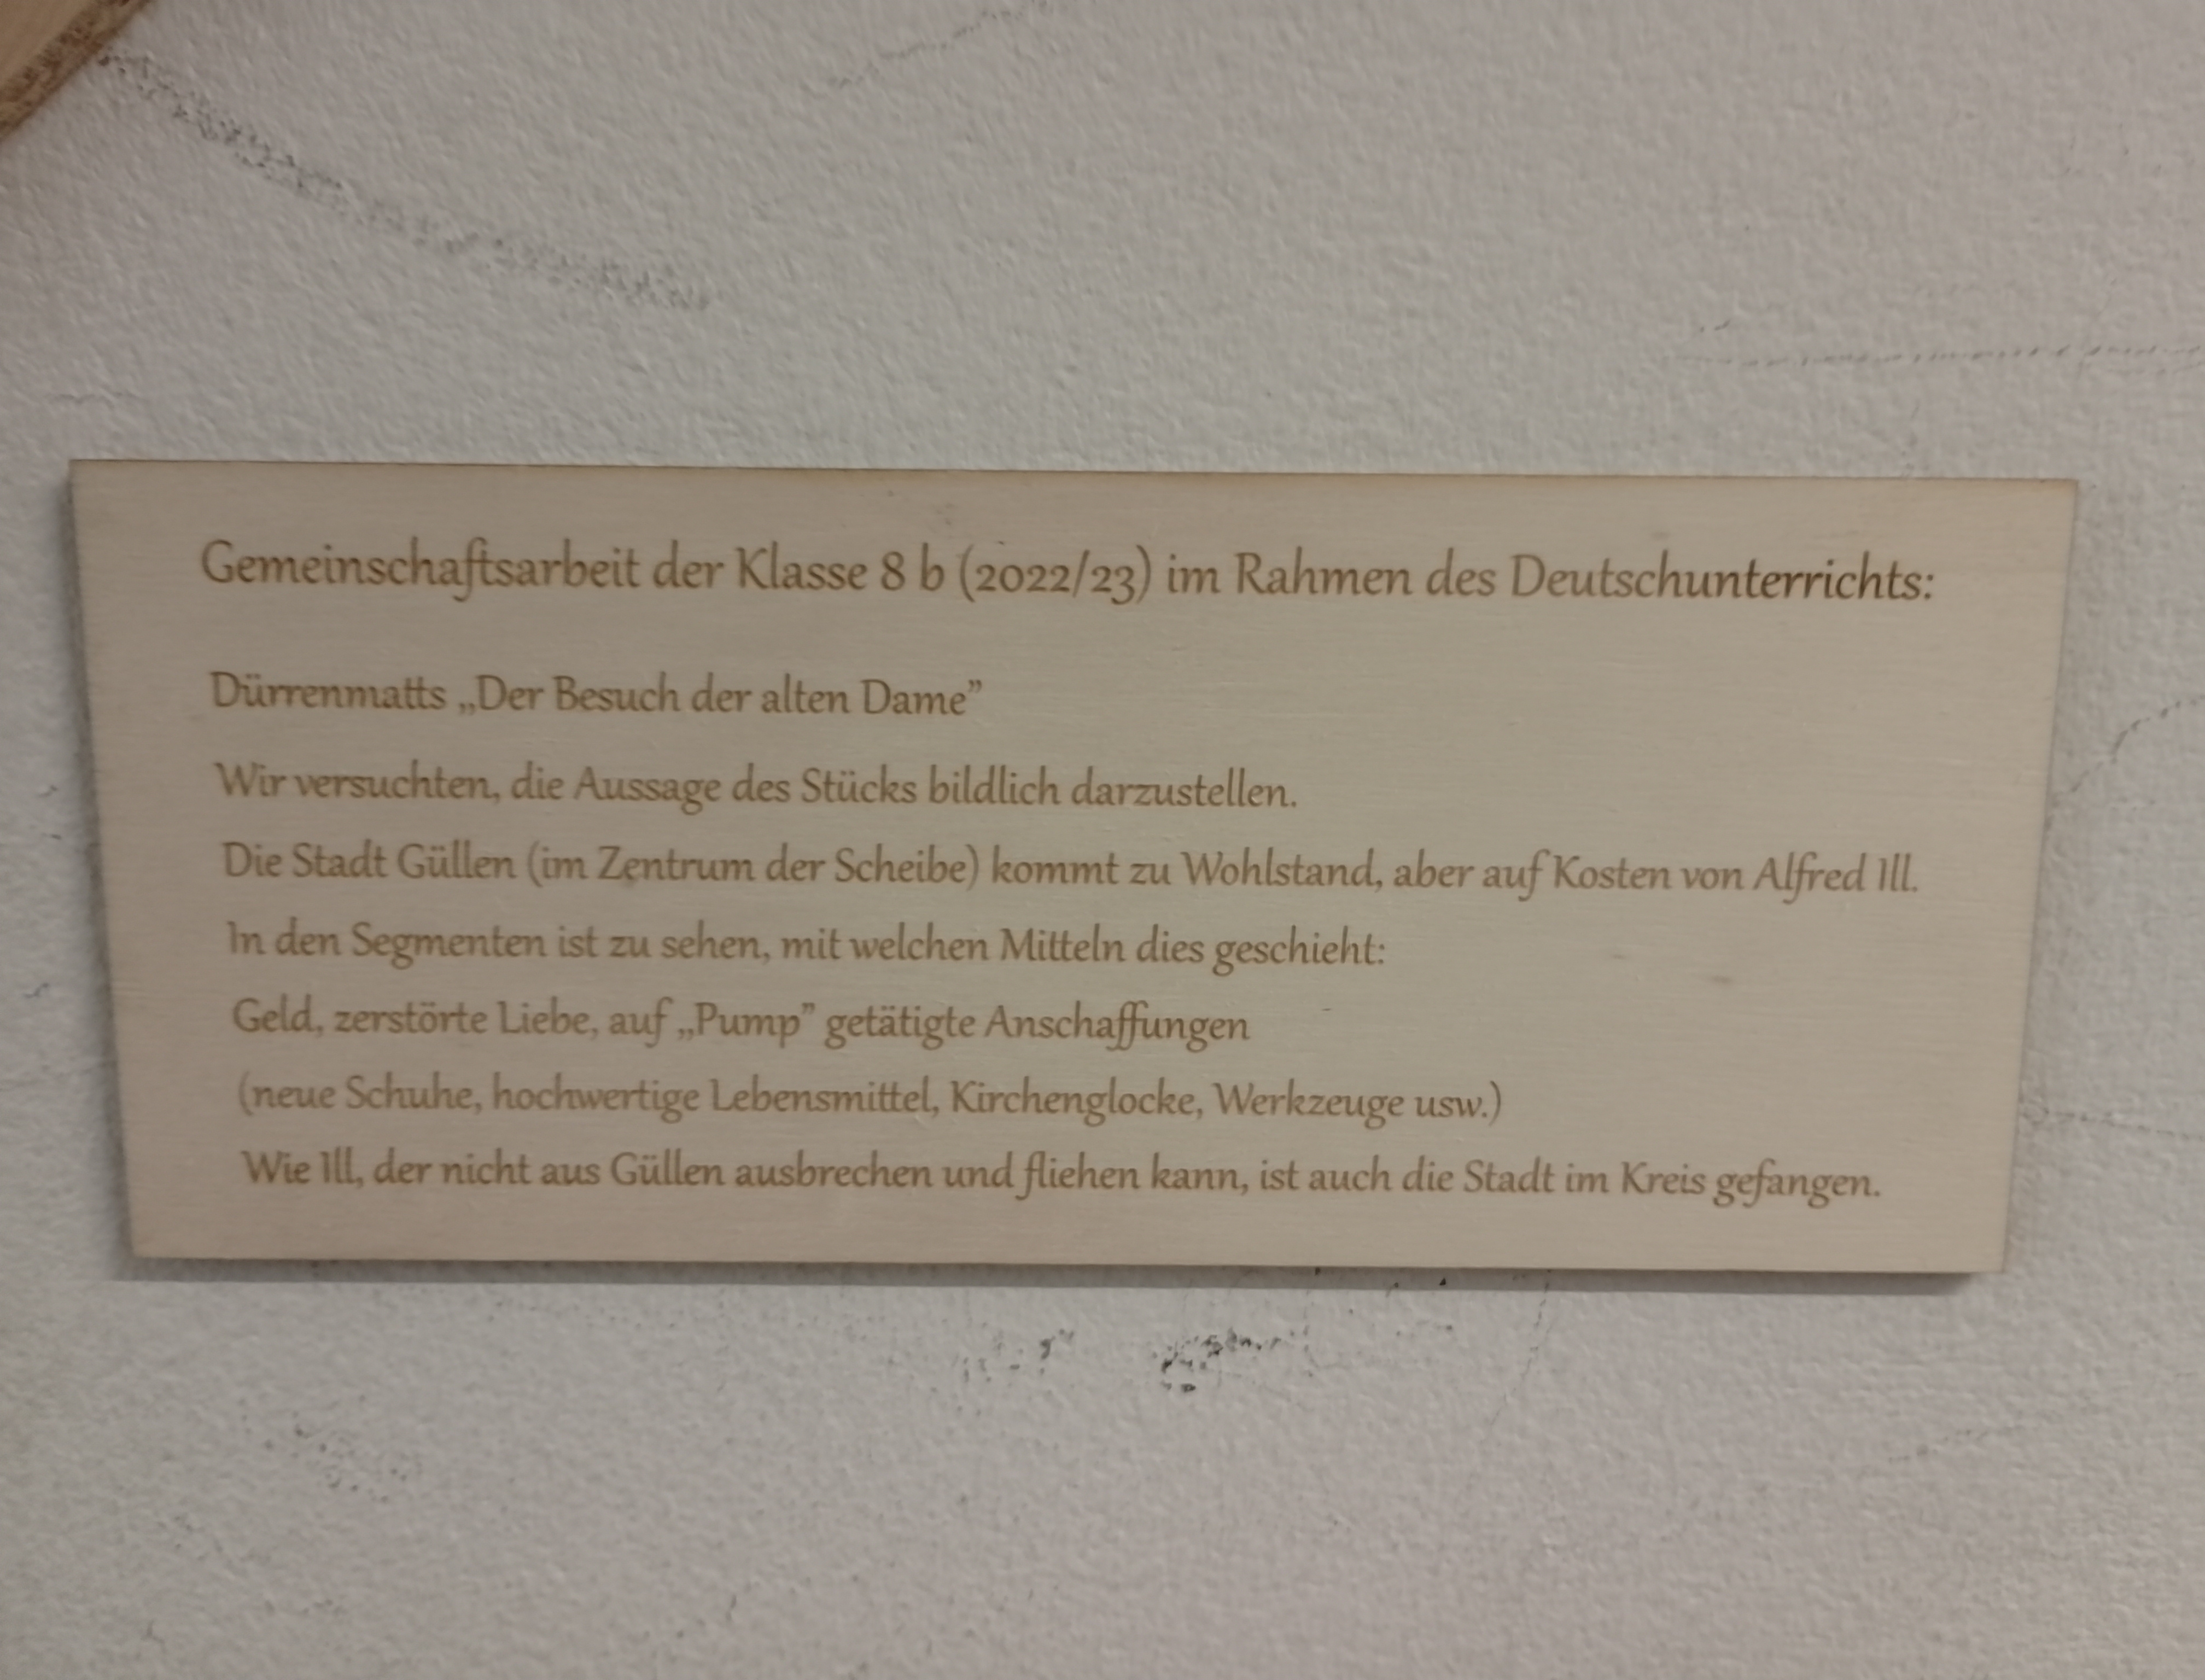 Gemeinschaftsarbeit der Klasse 8 b (2022/23) im Rahmen des Deutschunterrichts:
Dürrenmatts „Der Besuch der alten Dame”
Wir versuchten, die Aussage des Stücks bildlich darzustellen.
Die Stadt Güllen (im Zentrum der Scheibe) kommt zu Wohlstand, aber auf Kosten von Alfred Ill.
In den Segmenten ist zu sehen, mit welchen Mitteln dies geschieht:
Geld, zerstörte Liebe, auf „Pump” getätigte Anschaffungen
(neue Schuhe, hochwertige Lebensmittel, Kirchenglocke, Werkzeuge usw.)
Wie Ill, der nicht aus Güllen ausbrechen und fliehen kann, ist auch die Stadt im Kreis gefangen.